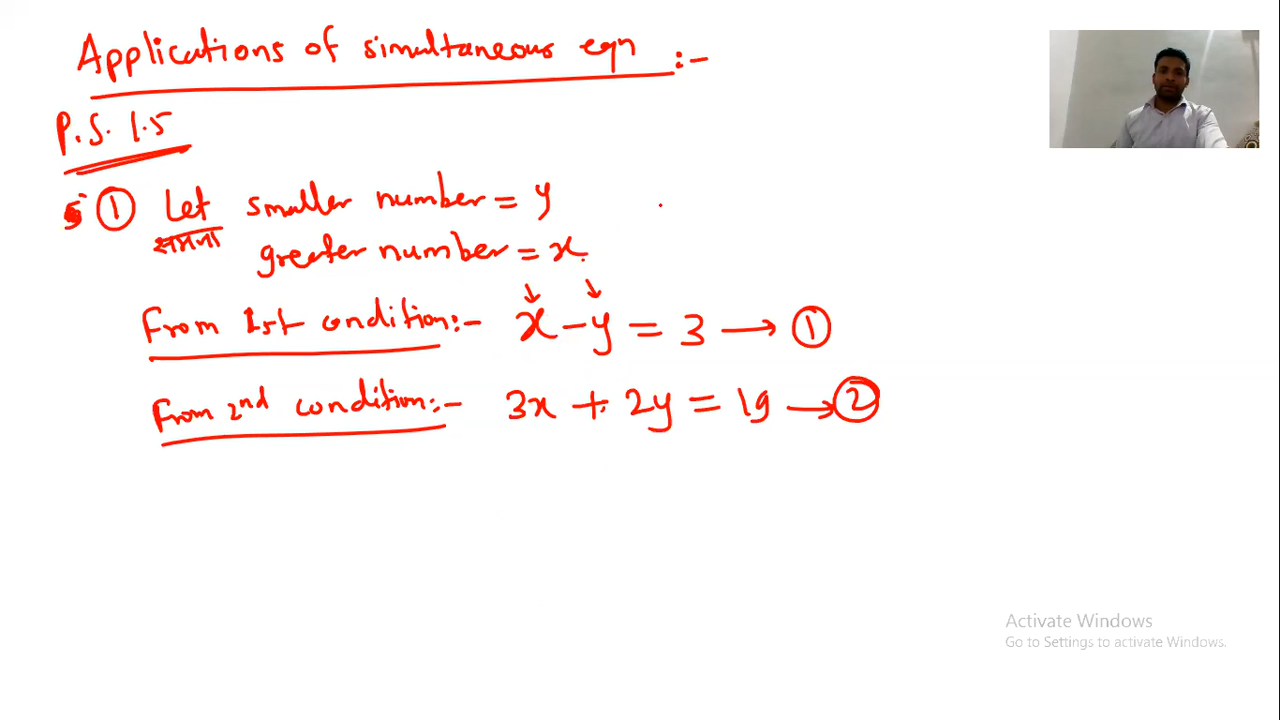 Applications of simultaneous eqn :-
P.S. 1.5
5 ① Let smaller number = y
समजा greater number = x
From 1st condition:- x - y = 3 → ①
From 2nd condition:- 3x + 2y = 19 → ②
Activate Windows
Go to Settings to activate Windows.